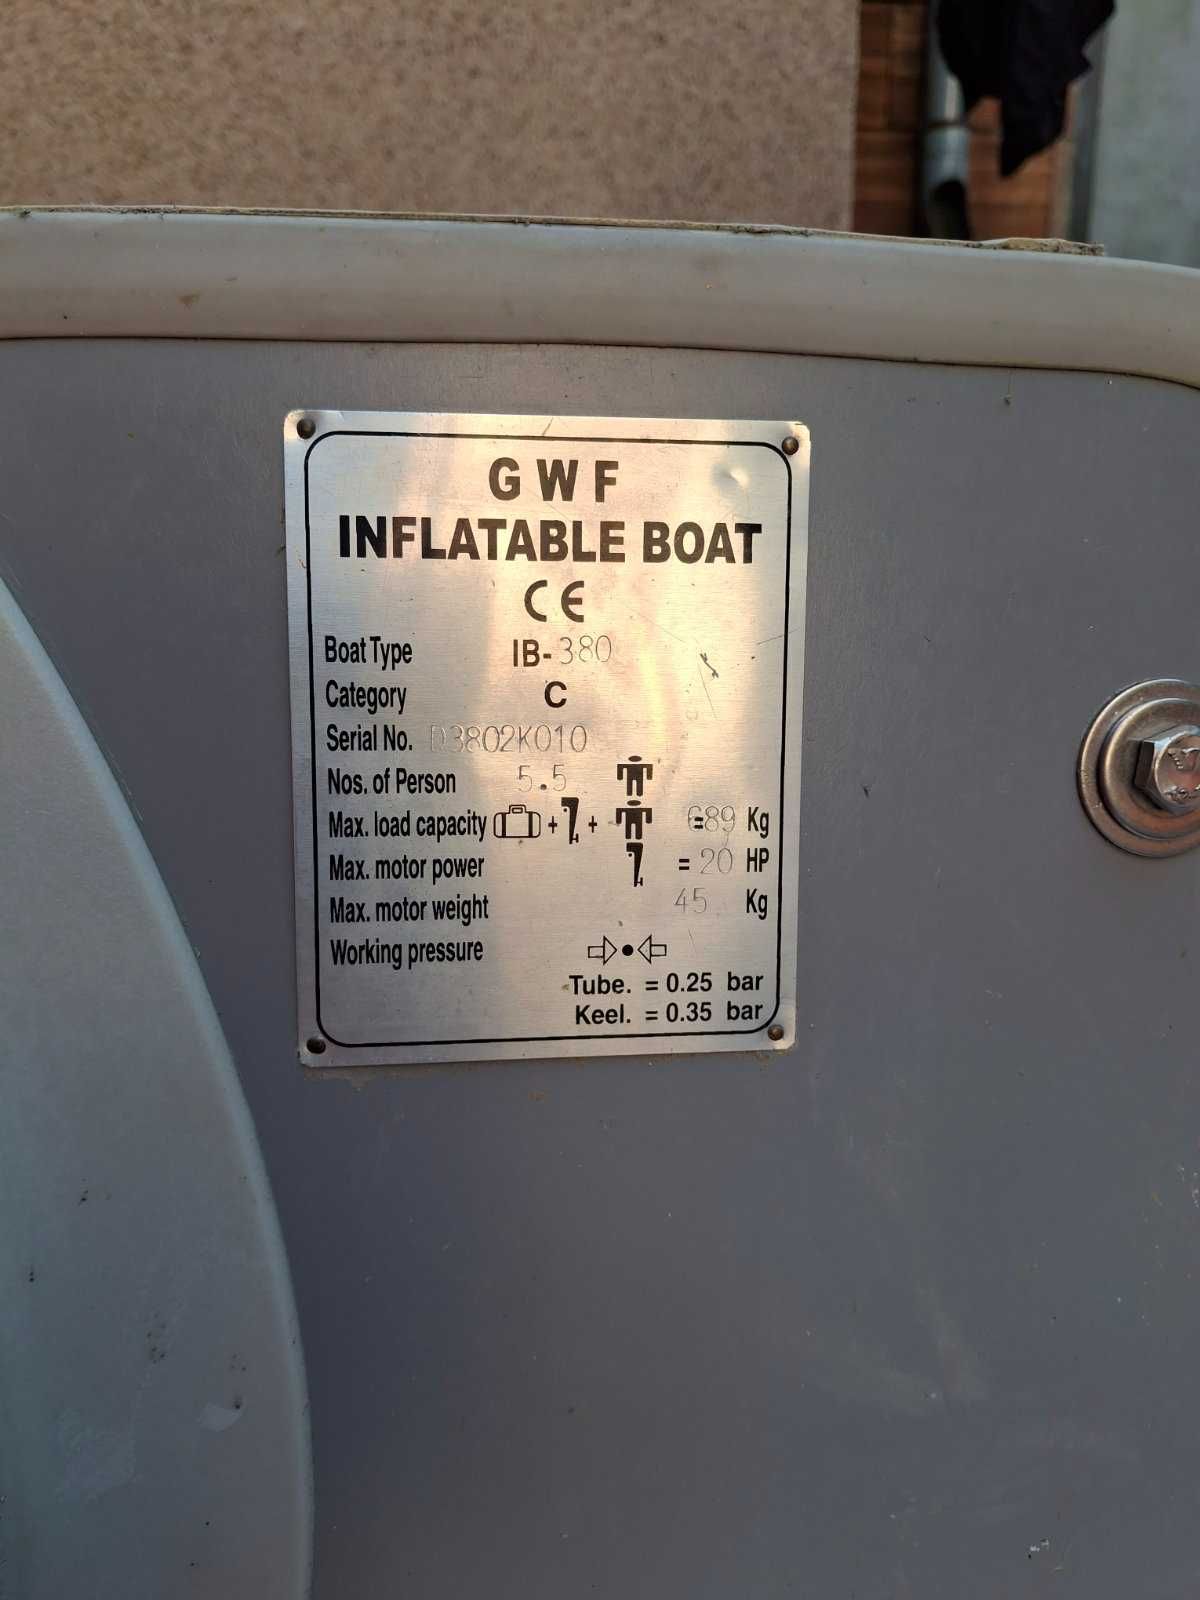 GWF
INFLATABLE BOAT
CE
Boat Type IB-380
Category C
Serial No. D3802K010
Nos. of Person 5.5
Max. load capacity + + = 689 Kg
Max. motor power = 20 HP
Max. motor weight 45 Kg
Working pressure
Tube. = 0.25 bar
Keel. = 0.35 bar